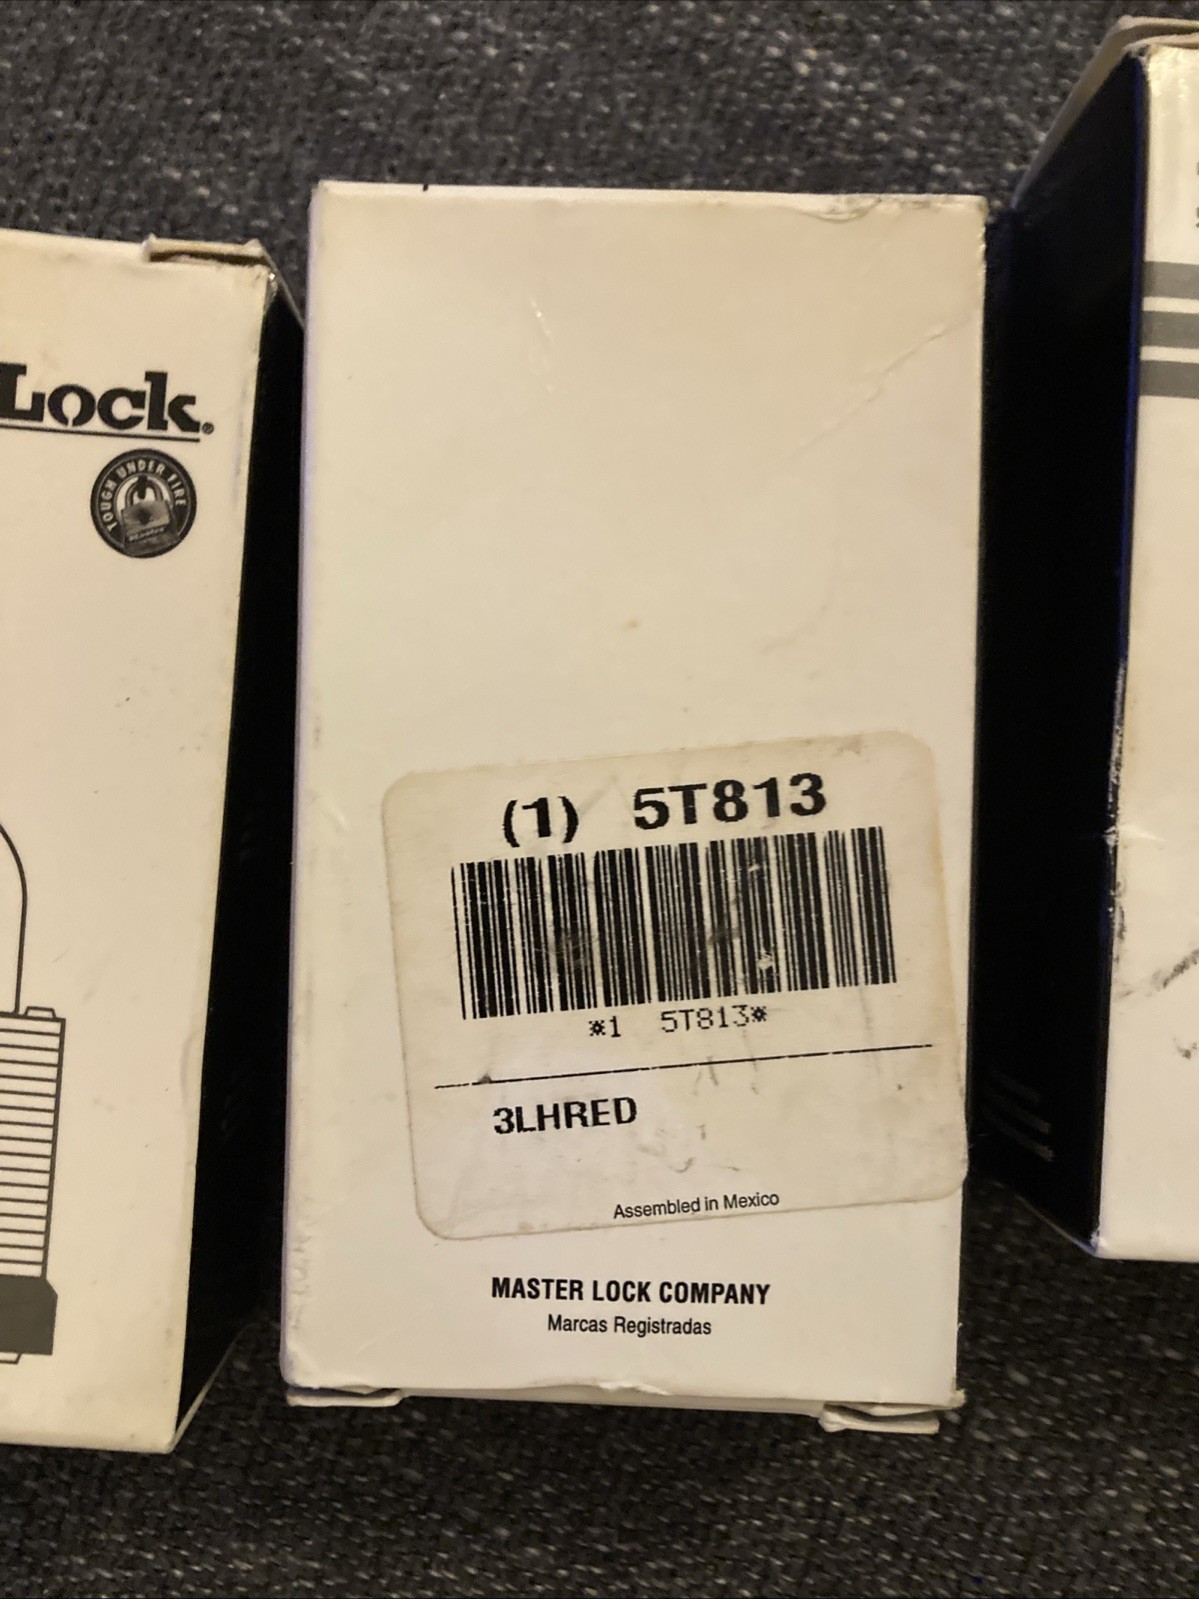 Lock®
TOUGH UNDER FIRE
(1) 5T813
*1 5T813*
3LHRED
Assembled in Mexico
MASTER LOCK COMPANY
Marcas Registradas